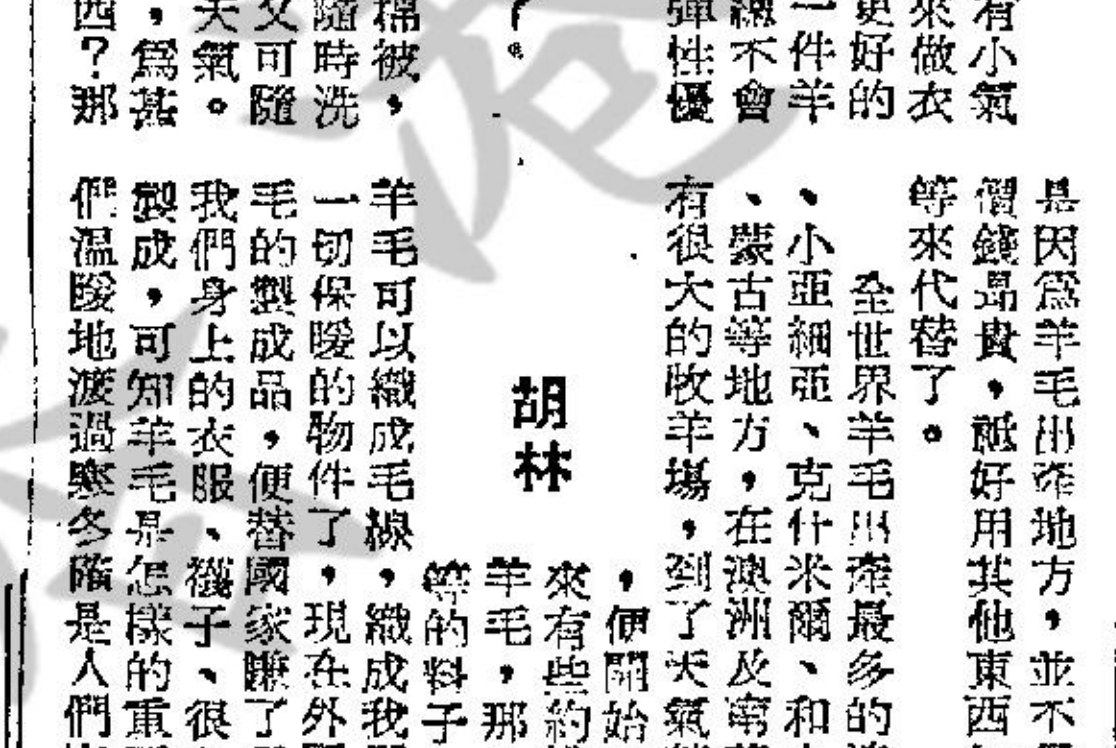 有小氣
來做衣
更好的
一件羊
線不會
彈性優
被，
隨時洗
又可隨
天氣。
，爲甚
西？那
是因爲羊毛出產地方，並不
價錢昂貴，祗好用其他東西
等來代替了。
全世界羊毛出產最多的
、小亞細亞、克什米爾、和
、蒙古等地方，在澳洲及南
有很大的牧羊場，到了天氣
，便開始
來有些約
羊毛，那
等的料子
胡林
羊毛可以織成毛線，織成我
一切保暖的物件了，現在外
毛的製成品，便替國家賺了
我們身上的衣服、襪子、很
製成，可知羊毛是怎樣的重
們溫暖地渡過寒冬階是人們